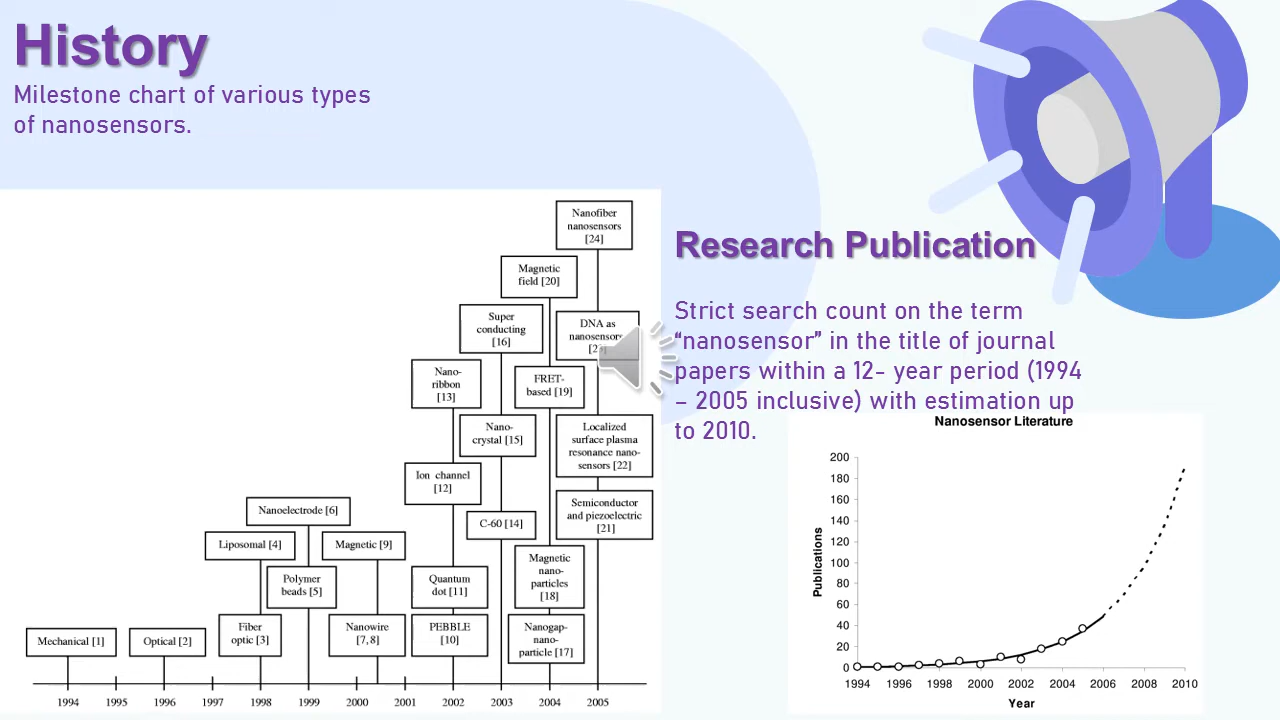 History
Milestone chart of various types
of nanosensors.
Nanofiber
nanosensors
[24]
Magnetic
field [20]
Super
conducting
[16]
DNA as
nanosensors
Nano-
ribbon
[13]
FRET-
based [19]
Nano-
crystal [15]
Localized
surface plasma
resonance nano-
sensors [22]
Ion channel
[12]
Semiconductor
and piezoelectric
[21]
Nanoelectrode [6]
C-60 [14]
Liposomal [4]
Magnetic [9]
Magnetic
nano-
particles
[18]
Polymer
beads [5]
Quantum
dot [11]
Mechanical [1]
Optical [2]
Fiber
optic [3]
Nanowire
[7, 8]
PEBBLE
[10]
Nanogap-
nano-
particle [17]
1994 1995 1996 1997 1998 1999 2000 2001 2002 2003 2004 2005
Research Publication
Strict search count on the term
“nanosensor” in the title of journal
papers within a 12- year period (1994
– 2005 inclusive) with estimation up
to 2010.
Nanosensor Literature
Publications
200
180
160
140
120
100
80
60
40
20
0
1994 1996 1998 2000 2002 2004 2006 2008 2010
Year